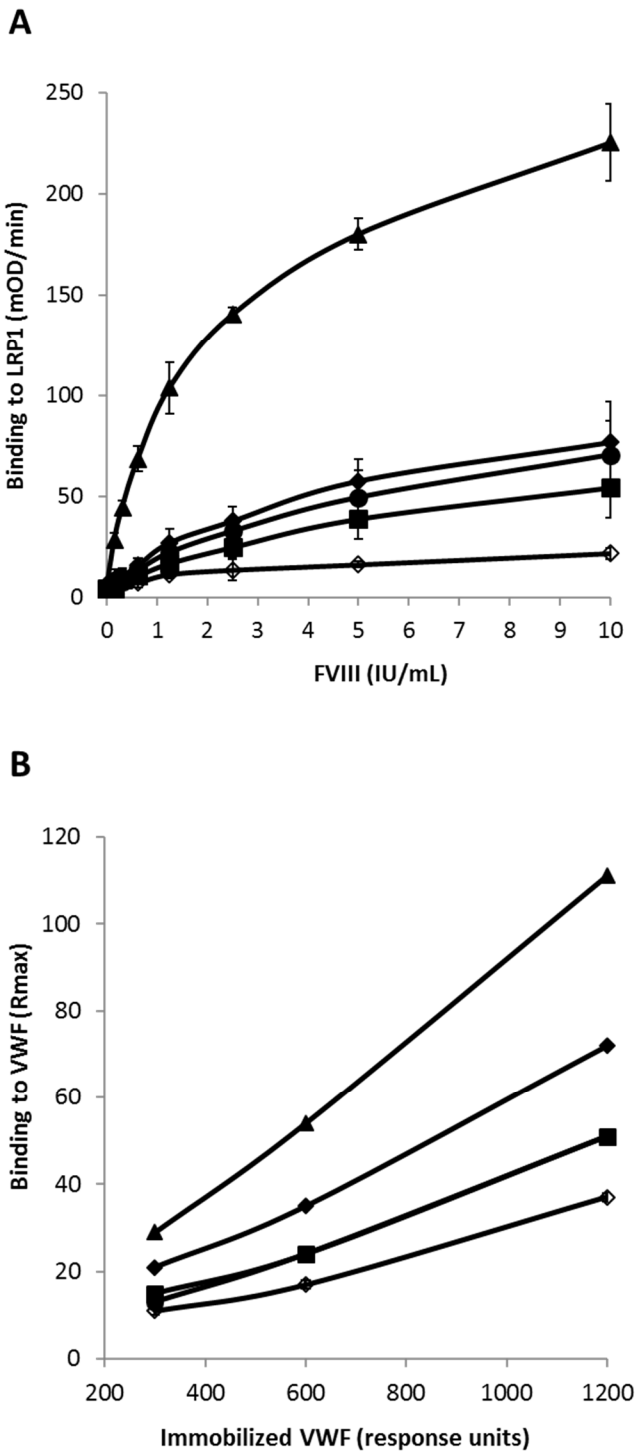 A
Binding to LRP1 (mOD/min)
250
200
150
100
50
0
0 1 2 3 4 5 6 7 8 9 10
FVIII (IU/mL)
B
Binding to VWF (Rmax)
120
100
80
60
40
20
0
200 400 600 800 1000 1200
Immobilized VWF (response units)